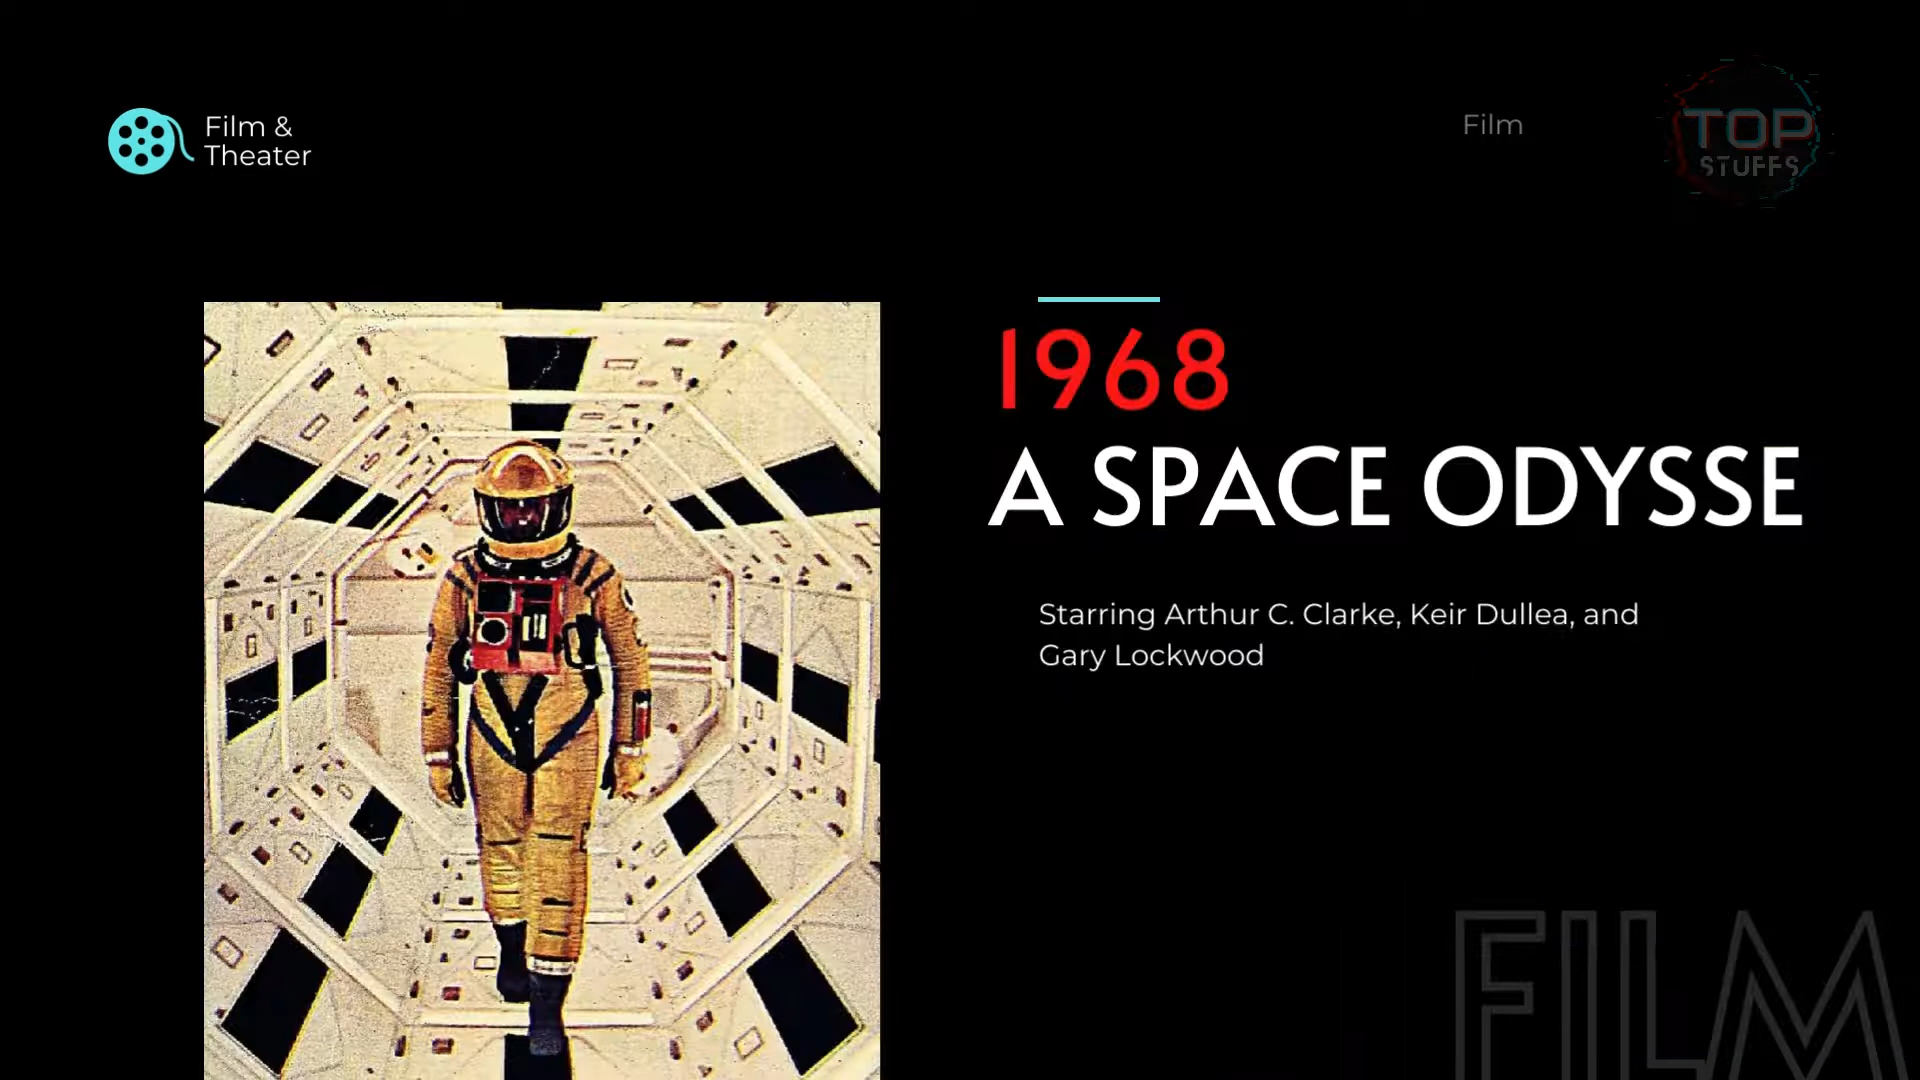 Film &
Theater
Film
TOP
STUFFS
1968
A SPACE ODYSSE
Starring Arthur C. Clarke, Keir Dullea, and
Gary Lockwood
FILM